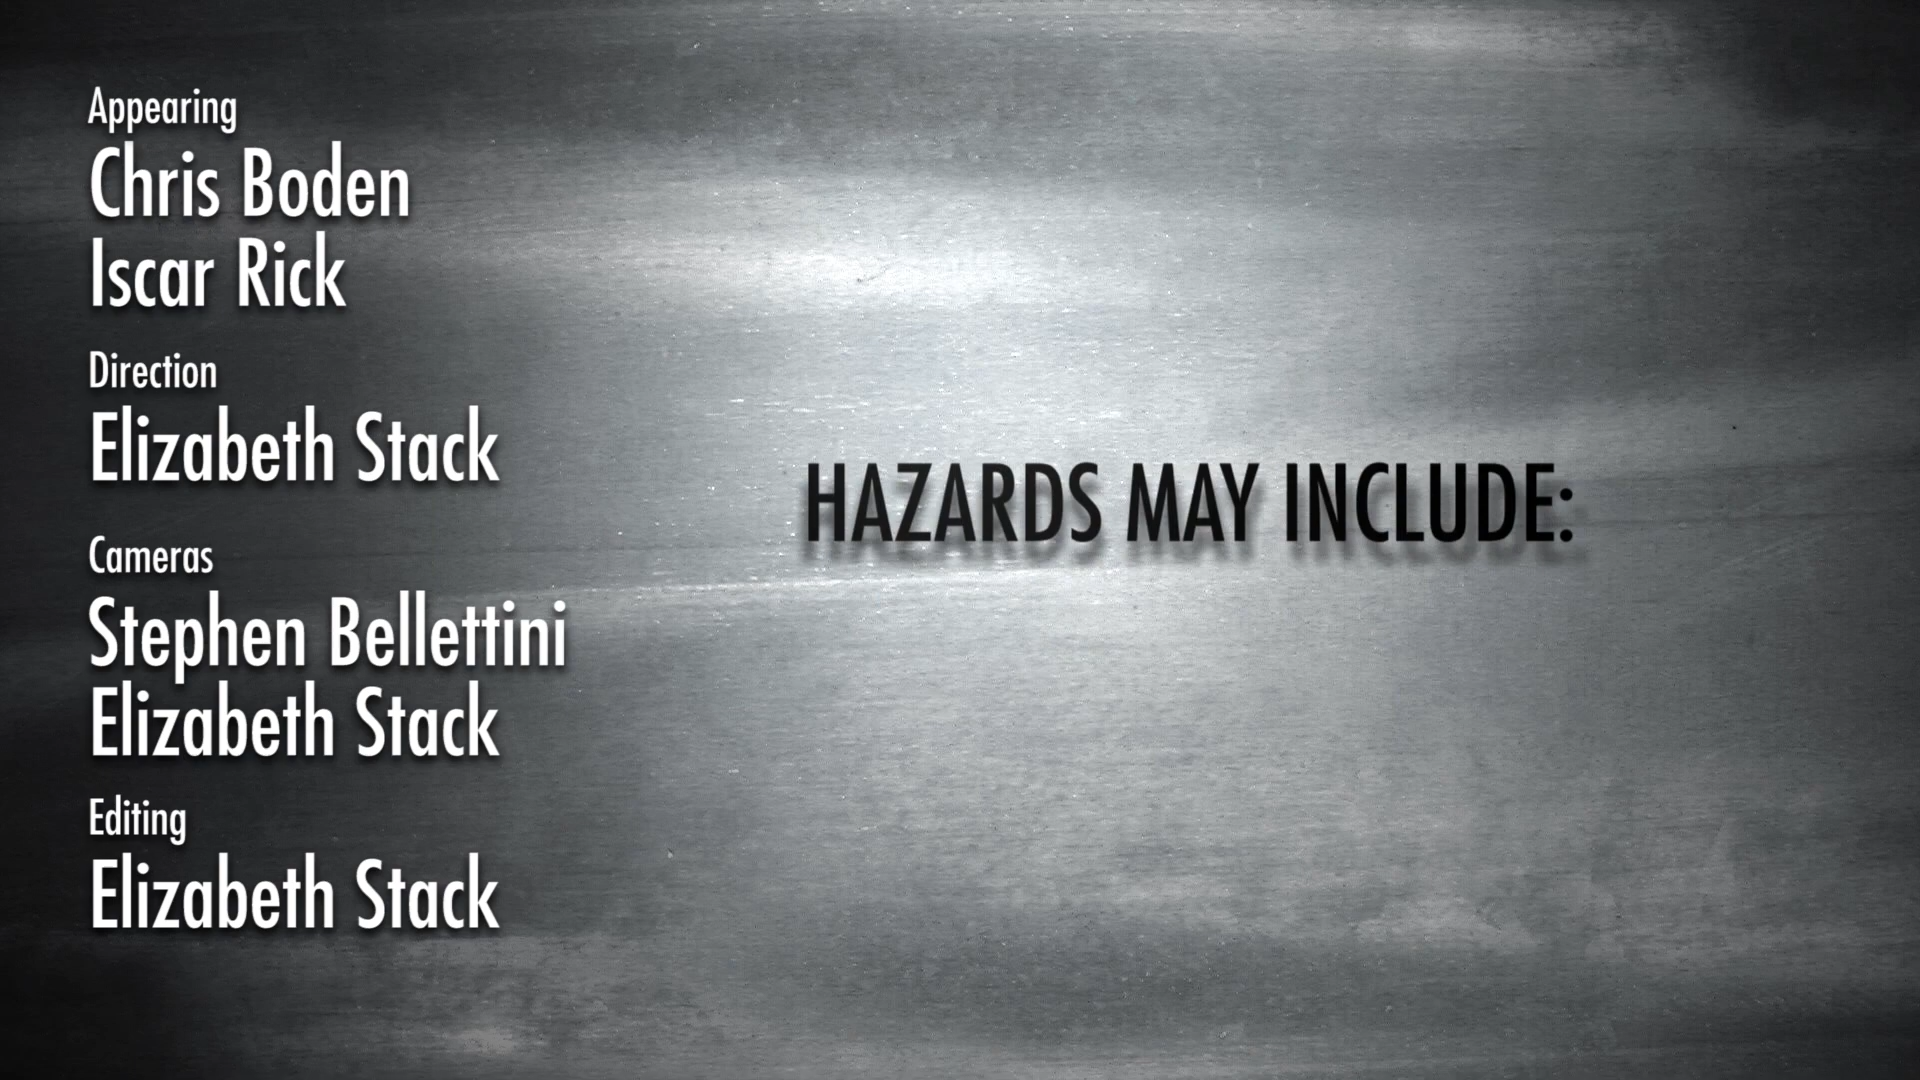 Appearing
Chris Boden
Iscar Rick
Direction
Elizabeth Stack
Cameras
Stephen Bellettini
Elizabeth Stack
Editing
Elizabeth Stack
HAZARDS MAY INCLUDE: